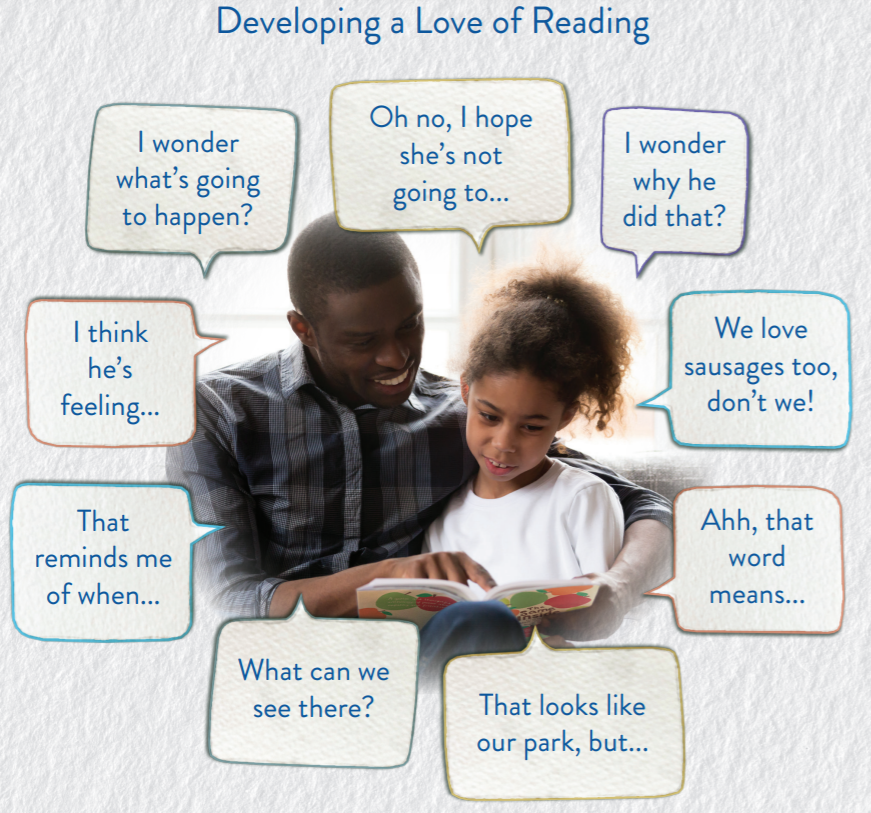 Developing a Love of Reading
I wonder
what's going
to happen?
Oh no, I hope
she's not
going to...
I wonder
why he
did that?
I think
he's
feeling...
We love
sausages too,
don't we!
That
reminds me
of when...
Ahh, that
word
means...
What can we
see there?
That looks like
our park, but...